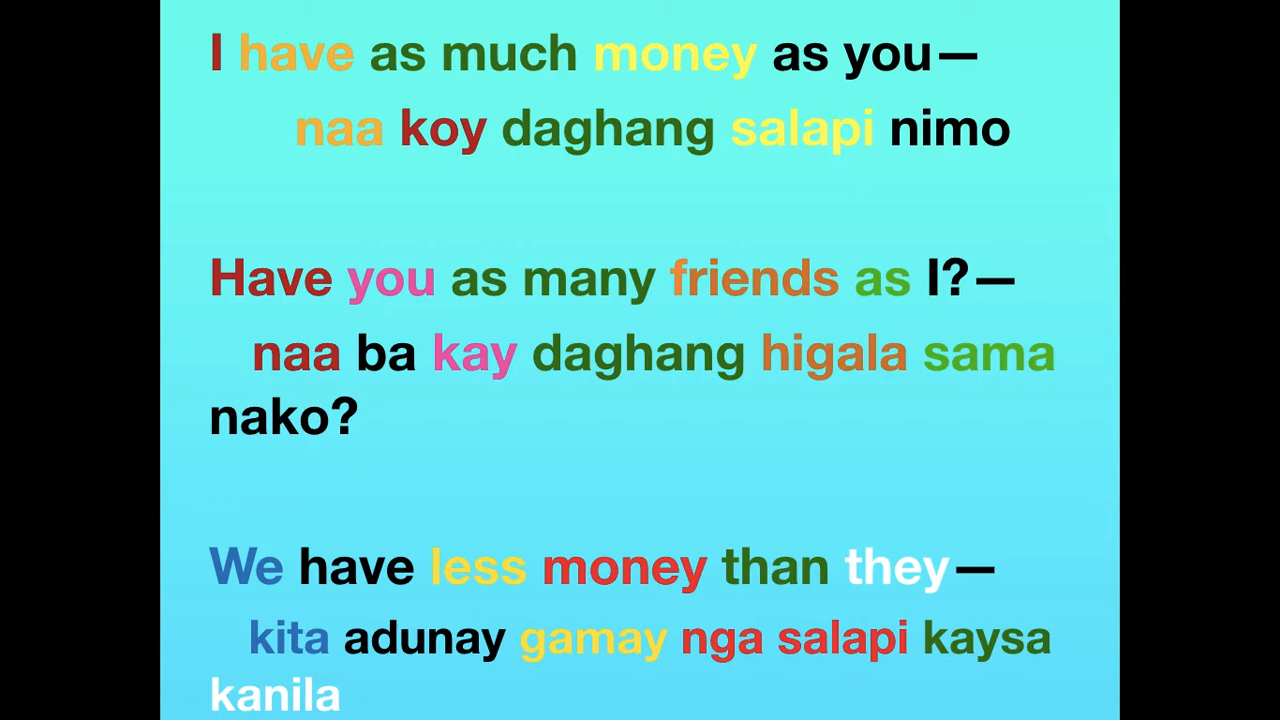 I have as much money as you—
naa koy daghang salapi nimo
Have you as many friends as I?—
naa ba kay daghang higala sama
nako?
We have less money than they—
kita adunay gamay nga salapi kaysa
kanila